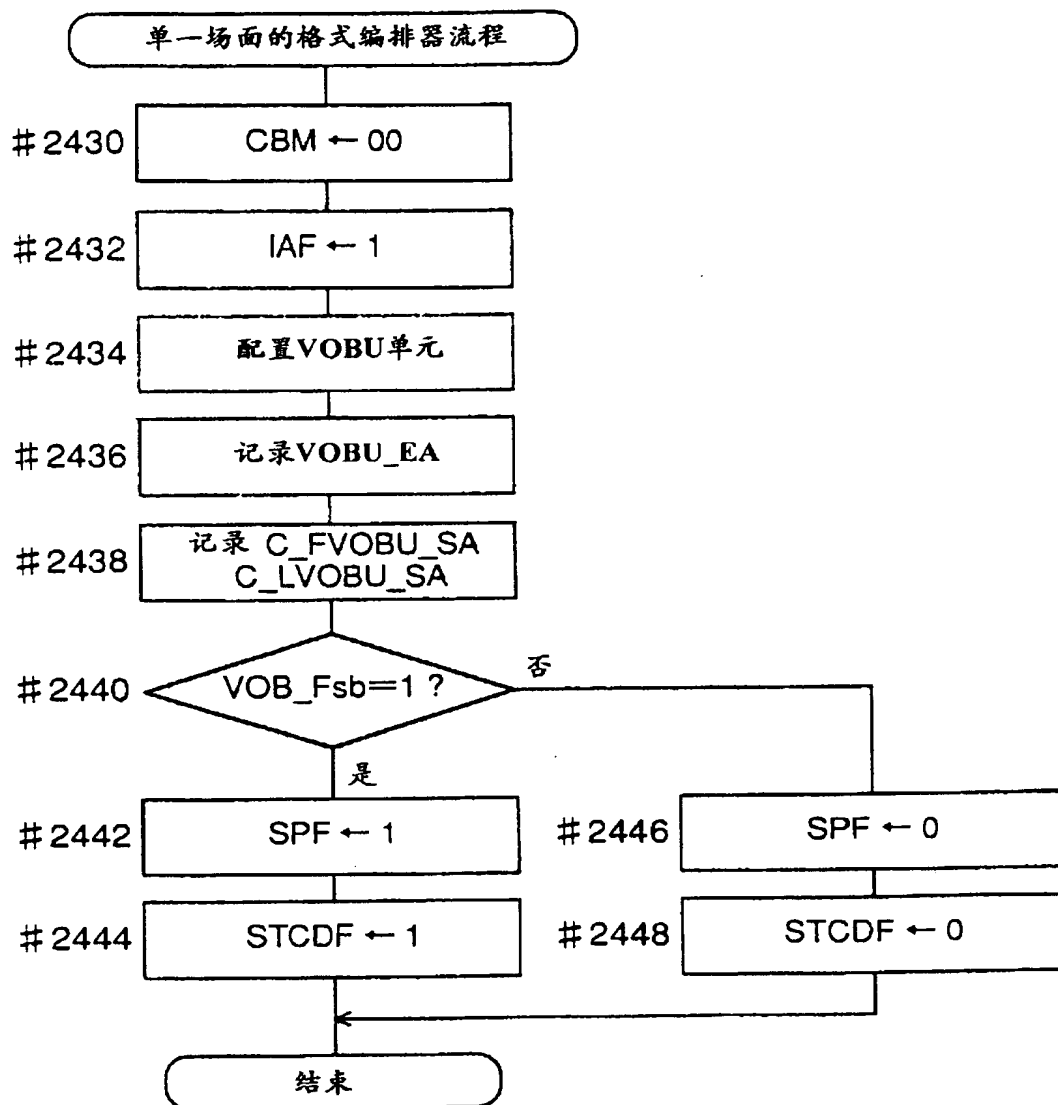 单一场面的格式编排器流程
#2430
CBM ← 00
#2432
IAF ← 1
#2434
配置VOBU单元
#2436
记录VOBU_EA
#2438
记录 C_FVOBU_SA
C_LVOBU_SA
#2440
VOB_Fsb=1 ?
否
是
#2442
SPF ← 1
#2446
SPF ← 0
#2444
STCDF ← 1
#2448
STCDF ← 0
结束